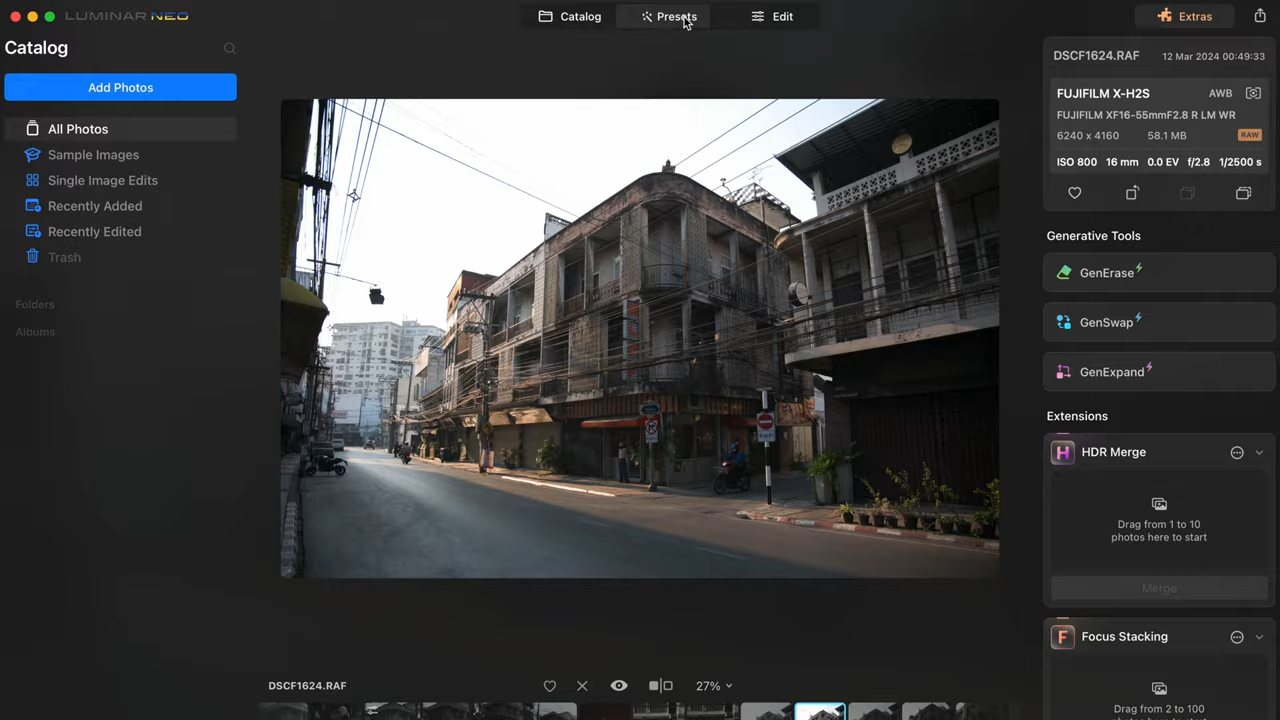 LUMINAR NEO
Catalog
Presets
Edit
Extras
Catalog
Add Photos
All Photos
Sample Images
Single Image Edits
Recently Added
Recently Edited
Trash
Folders
Albums
DSCF1624.RAF
12 Mar 2024 00:49:33
FUJIFILM X-H2S
AWB
FUJIFILM XF16-55mmF2.8 R LM WR
6240 x 4160
58.1 MB
RAW
ISO 800
16 mm
0.0 EV
f/2.8
1/2500 s
Generative Tools
GenErase
GenSwap
GenExpand
Extensions
H
HDR Merge
Drag from 1 to 10
photos here to start
Merge
F
Focus Stacking
Drag from 2 to 100
photos here to start
DSCF1624.RAF
27%